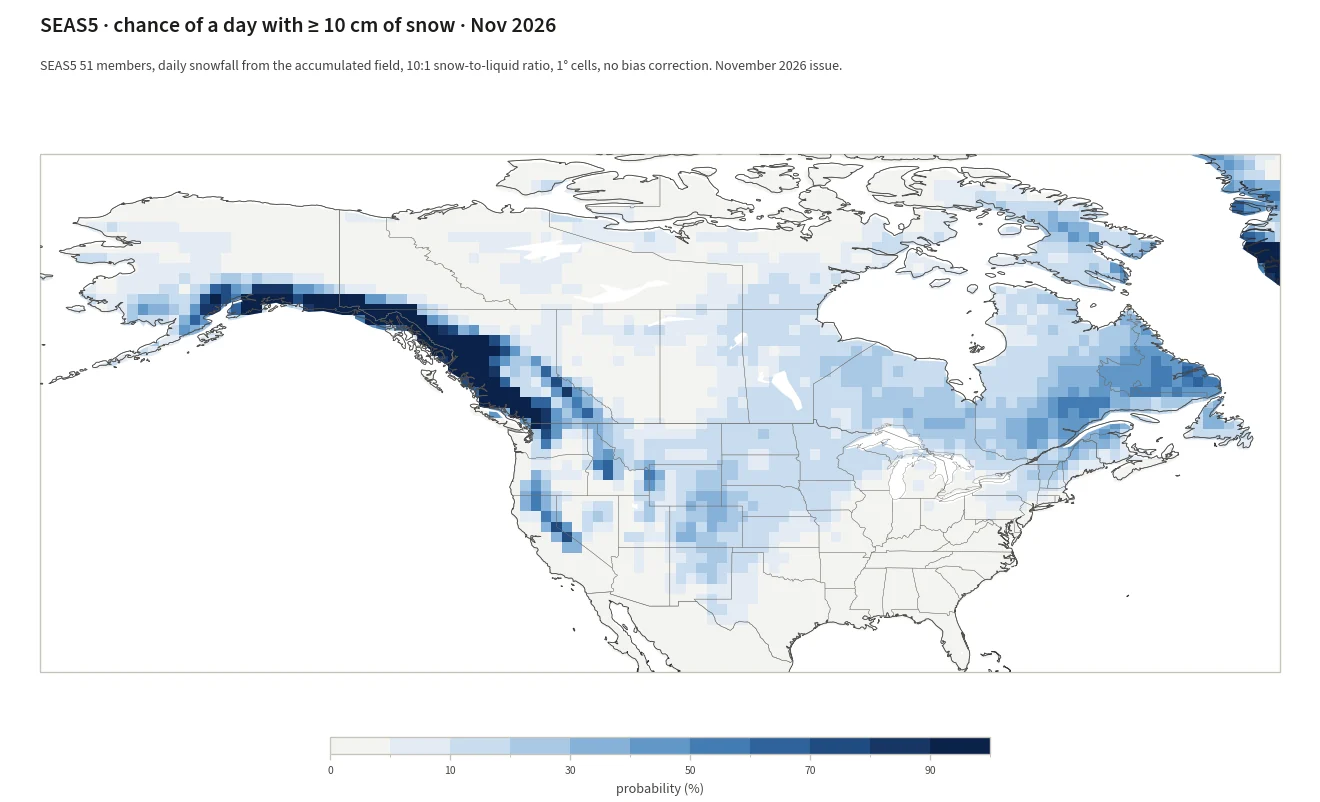 SEAS5 · chance of a day with ≥ 10 cm of snow · Nov 2026
SEAS5 51 members, daily snowfall from the accumulated field, 10:1 snow-to-liquid ratio, 1° cells, no bias correction. November 2026 issue.
0 10 30 50 70 90
probability (%)